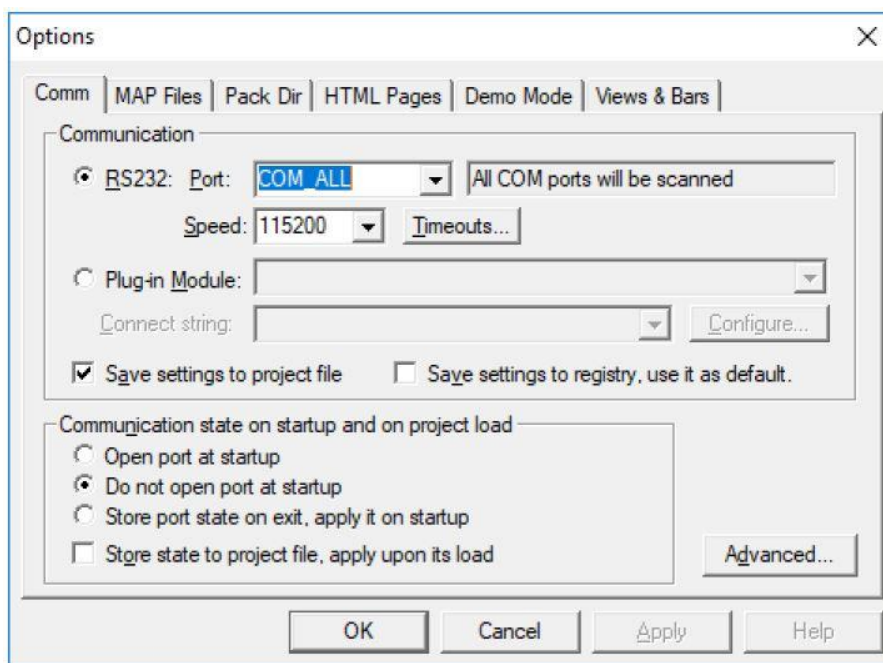 Options
Comm MAP Files Pack Dir HTML Pages Demo Mode Views & Bars
Communication
RS232: Port: COM_ALL All COM ports will be scanned
Speed: 115200 Timeouts...
Plug-in Module:
Connect string: Configure...
Save settings to project file Save settings to registry, use it as default.
Communication state on startup and on project load
Open port at startup
Do not open port at startup
Store port state on exit, apply it on startup
Store state to project file, apply upon its load
Advanced...
OK Cancel Apply Help